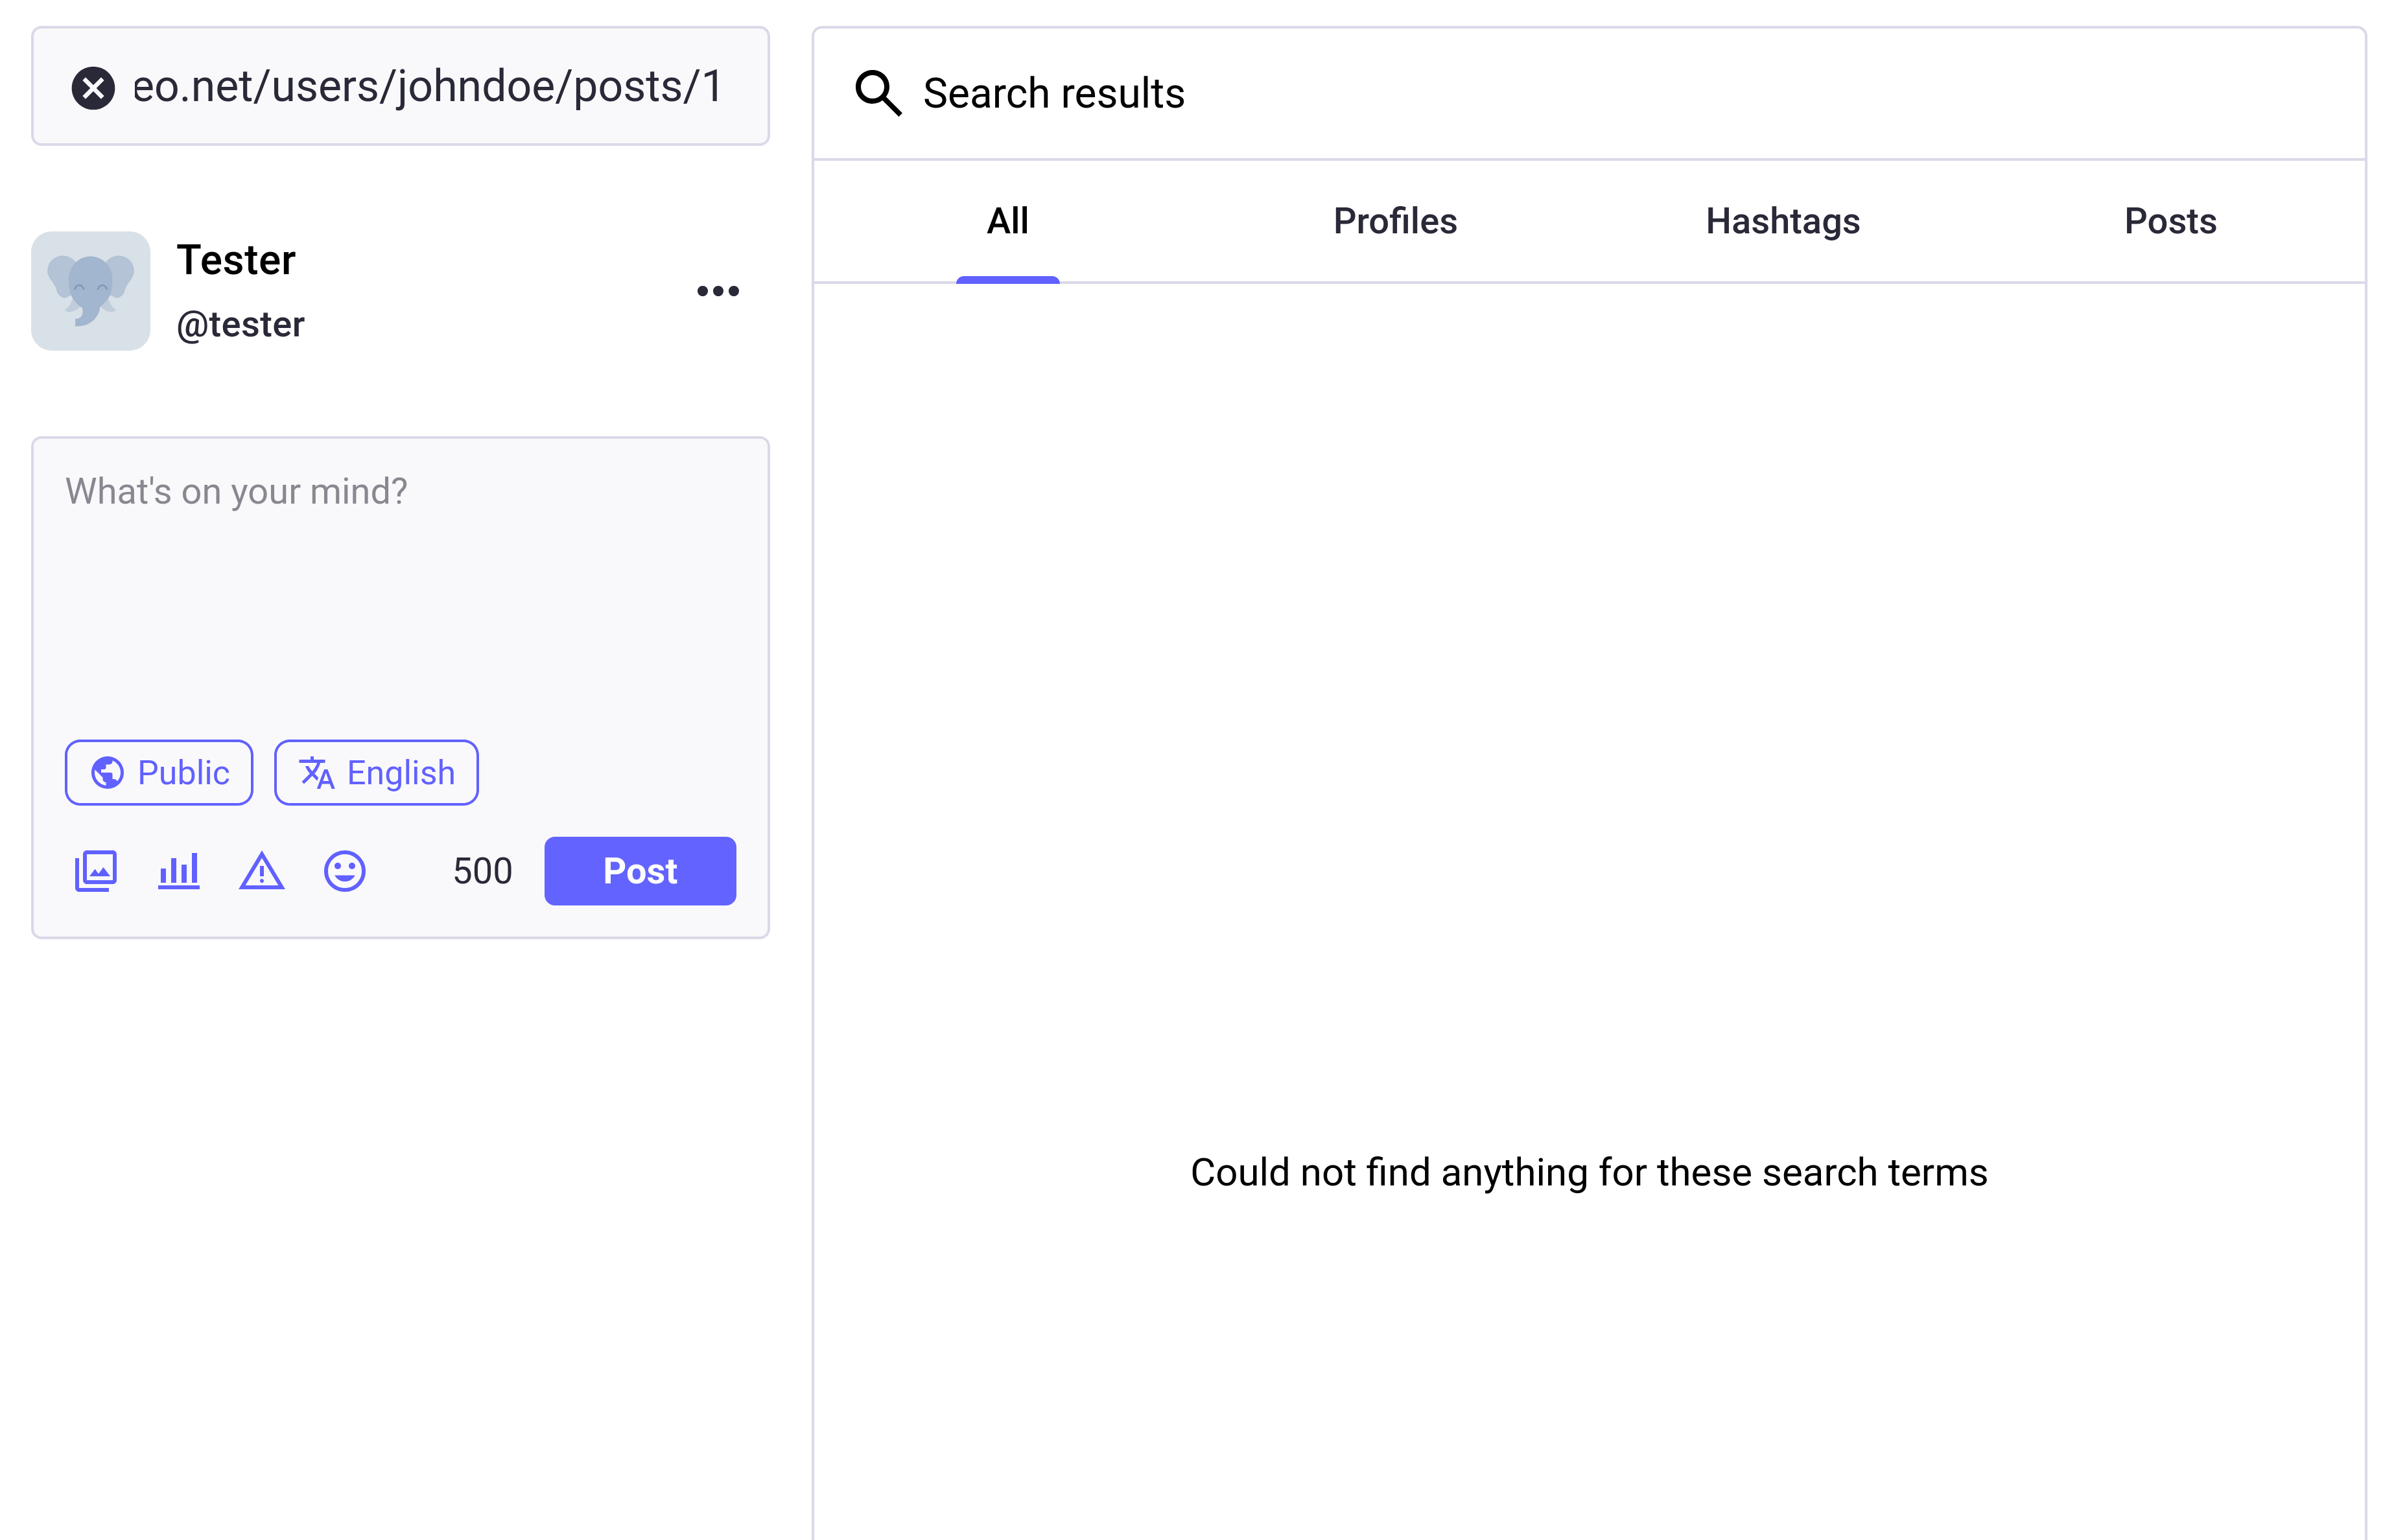 eo.net/users/johndoe/posts/1
Tester
@tester
What's on your mind?
Public English
500 Post
Search results
All Profiles Hashtags Posts
Could not find anything for these search terms